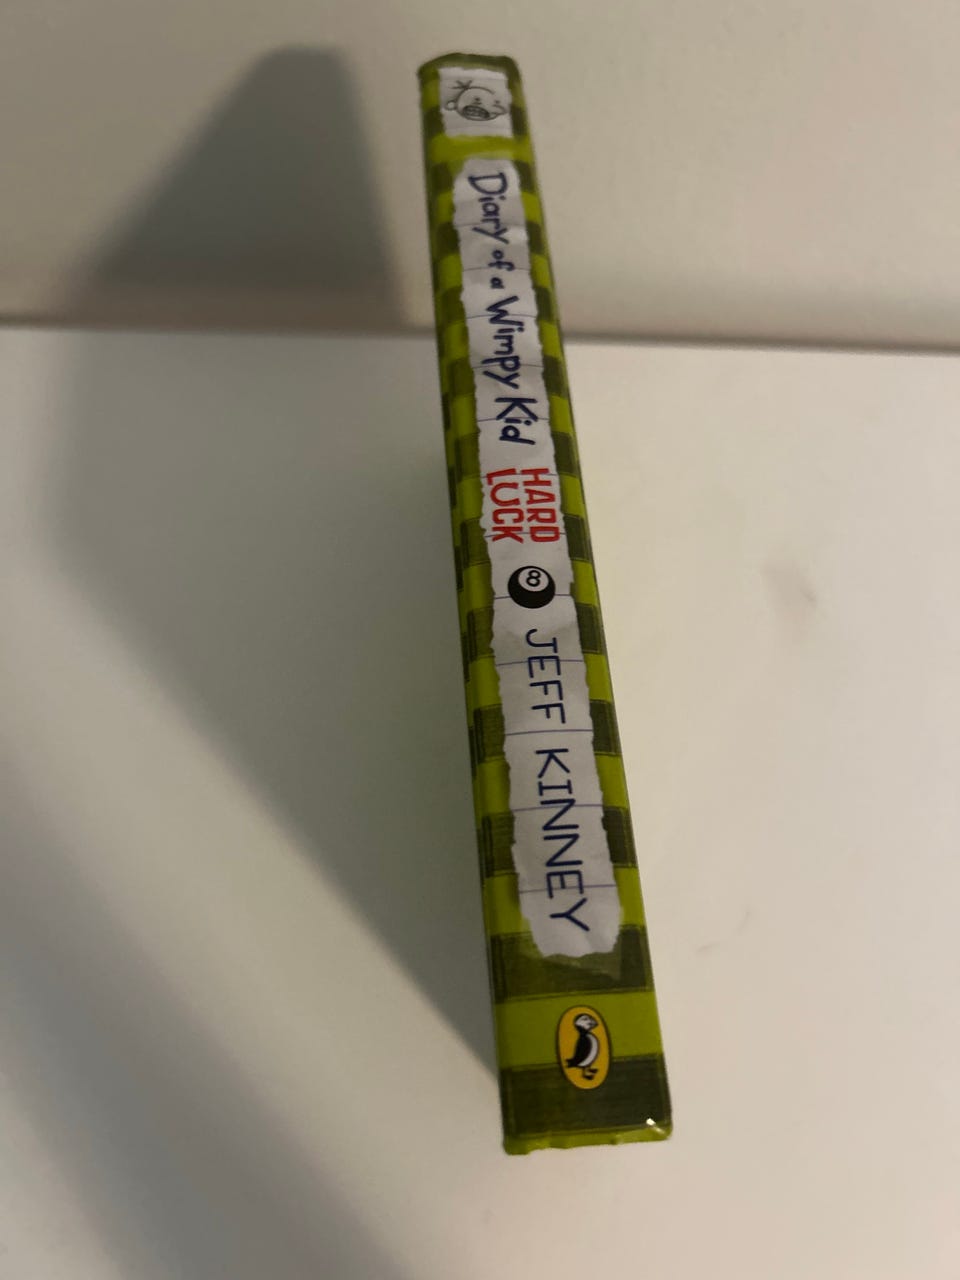 Diary of a Wimpy Kid
HARD
LUCK
8
JEFF KINNEY